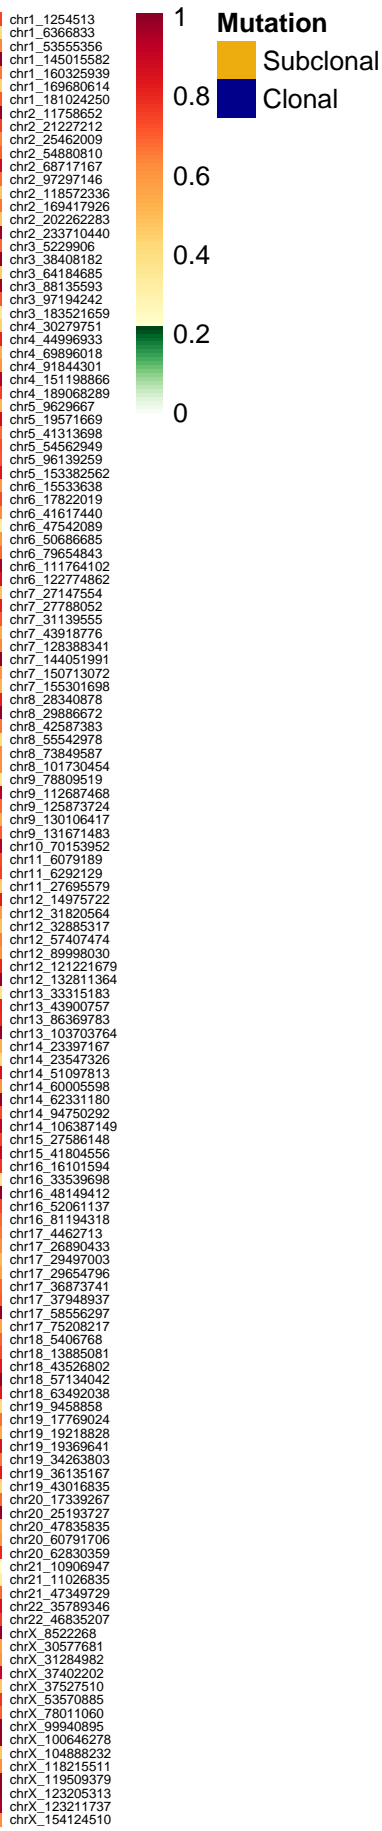 chr1_1254513
chr1_6366833
chr1_53555356
chr1_145015582
chr1_160325939
chr1_169680614
chr1_181024250
chr2_11758652
chr2_21227212
chr2_25462009
chr2_54880810
chr2_68717167
chr2_97297146
chr2_118572336
chr2_169417926
chr2_202262283
chr2_233710440
chr3_5229906
chr3_38408182
chr3_64184685
chr3_88135593
chr3_97194242
chr3_183521659
chr4_30279751
chr4_44996933
chr4_69896018
chr4_91844301
chr4_151198866
chr4_189068289
chr5_9629667
chr5_19571669
chr5_41313698
chr5_54562949
chr5_96139259
chr5_153382562
chr6_15533638
chr6_17822019
chr6_41617440
chr6_47542089
chr6_50686685
chr6_79654843
chr6_111764102
chr6_122774862
chr7_27147554
chr7_27788052
chr7_31139555
chr7_43918776
chr7_128388341
chr7_144051991
chr7_150713072
chr7_155301698
chr8_28340878
chr8_29886672
chr8_42587383
chr8_55542978
chr8_73849587
chr8_101730454
chr9_78809519
chr9_112687468
chr9_125873724
chr9_130106417
chr9_131671483
chr10_70153952
chr11_6079189
chr11_6292129
chr11_27695579
chr12_14975722
chr12_31820564
chr12_32885317
chr12_57407474
chr12_89998030
chr12_121221679
chr12_132811364
chr13_33315183
chr13_43900757
chr13_86369783
chr13_103703764
chr14_23397167
chr14_23547326
chr14_51097813
chr14_60005598
chr14_62331180
chr14_94750292
chr14_106387149
chr15_27586148
chr15_41804556
chr16_16101594
chr16_33539698
chr16_48149412
chr16_52061137
chr16_81194318
chr17_4462713
chr17_26890433
chr17_29497003
chr17_29654796
chr17_36873741
chr17_37948937
chr17_58556297
chr17_75208217
chr18_5406768
chr18_13885081
chr18_43526802
chr18_57134042
chr18_63492038
chr19_9458858
chr19_17769024
chr19_19218828
chr19_19369641
chr19_34263803
chr19_36135167
chr19_43016835
chr20_17339267
chr20_25193727
chr20_47835835
chr20_60791706
chr20_62830359
chr21_10906947
chr21_11026835
chr21_47349729
chr22_35789346
chr22_46835207
chrX_8522268
chrX_30577681
chrX_31284982
chrX_37402202
chrX_37527510
chrX_53570885
chrX_78011060
chrX_99940895
chrX_100646278
chrX_104888232
chrX_118215511
chrX_119509379
chrX_123205313
chrX_123211737
chrX_154124510
1
0.8
0.6
0.4
0.2
0
Mutation
Subclonal
Clonal